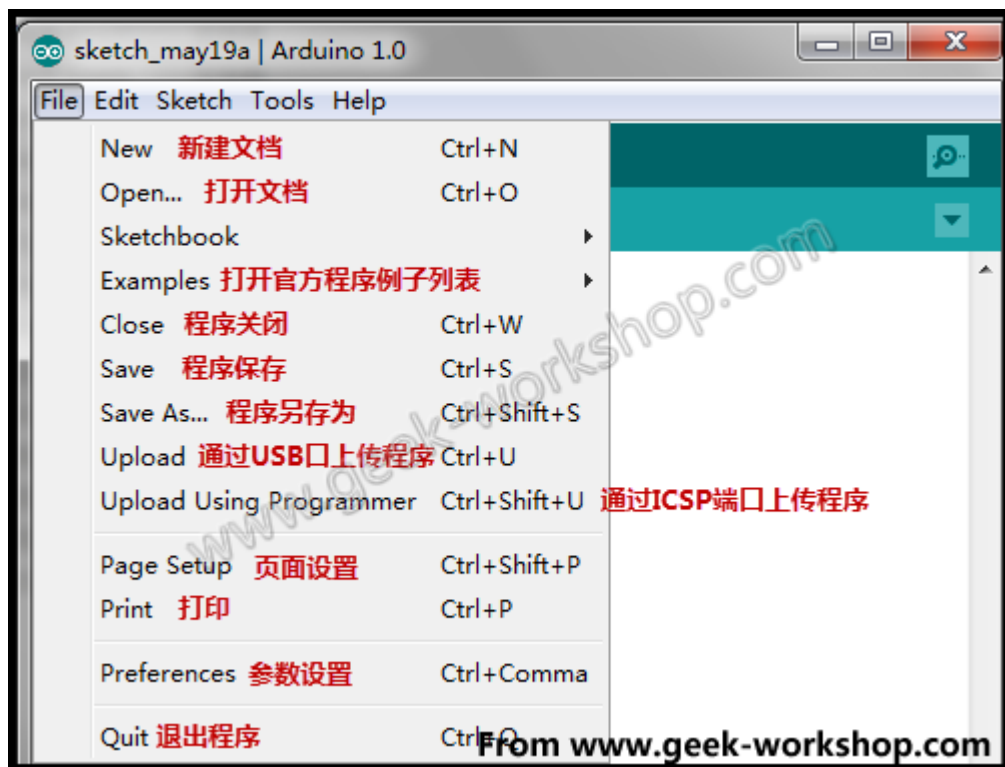 sketch_may19a | Arduino 1.0
File Edit Sketch Tools Help
New 新建文档 Ctrl+N
Open... 打开文档 Ctrl+O
Sketchbook
Examples 打开官方程序例子列表
Close 程序关闭 Ctrl+W
Save 程序保存 Ctrl+S
Save As... 程序另存为 Ctrl+Shift+S
Upload 通过USB口上传程序 Ctrl+U
Upload Using Programmer Ctrl+Shift+U 通过ICSP端口上传程序
Page Setup 页面设置 Ctrl+Shift+P
Print 打印 Ctrl+P
Preferences 参数设置 Ctrl+Comma
Quit 退出程序 Ctrl+Q
www.geek-workshop.com
From www.geek-workshop.com